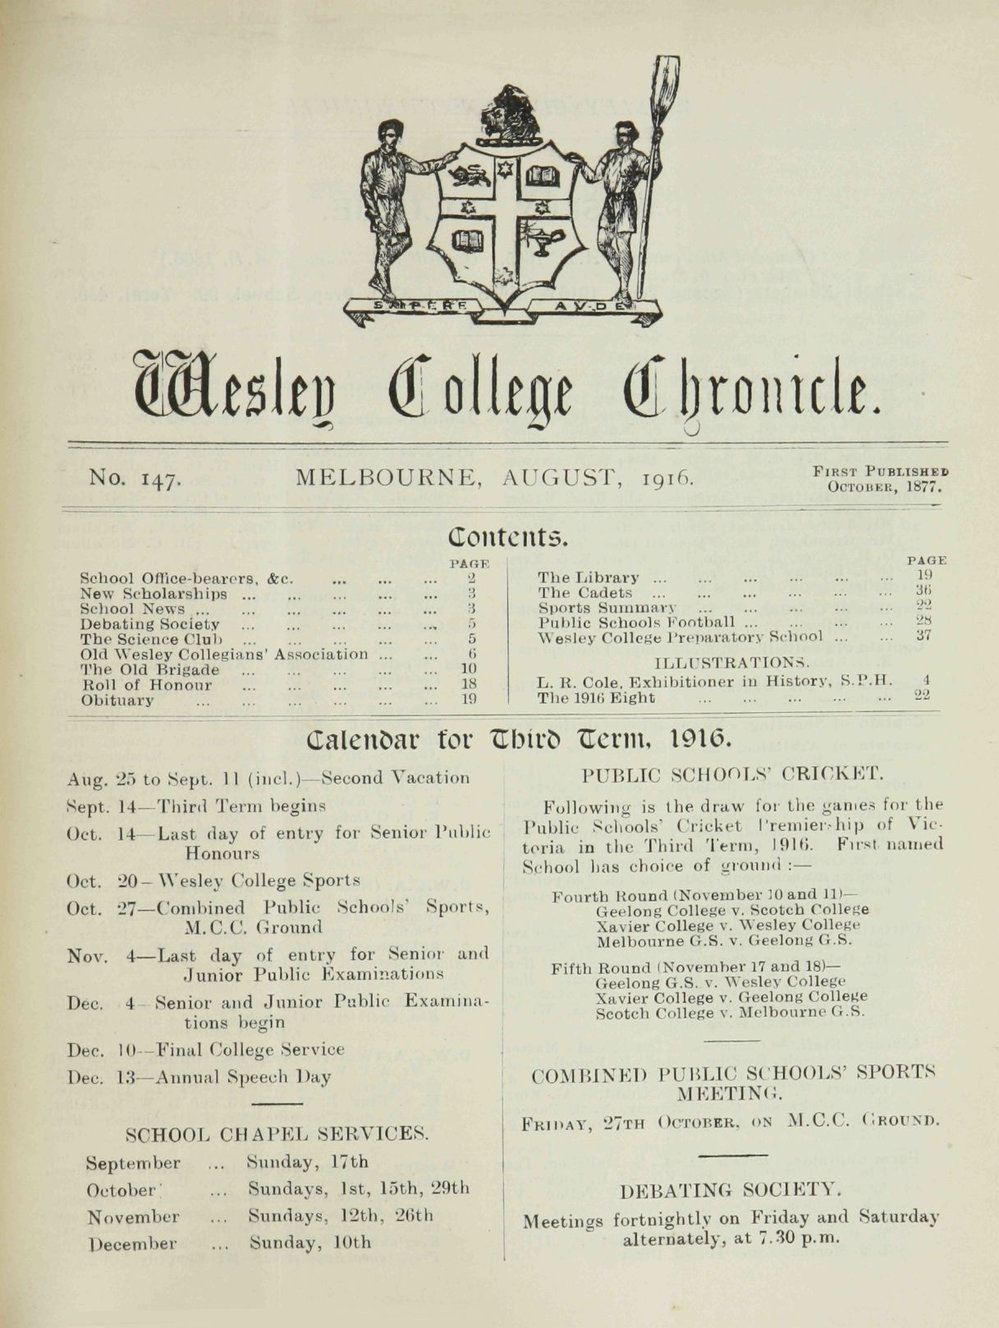 SAPERE AVDE
Wesley College Chronicle.
No. 147. MELBOURNE, AUGUST, 1916. First Published
October, 1877.
Contents.
PAGE
School Office-bearers, &c. ... ... ... 2
New Scholarships ... ... ... ... ... 3
School News ... ... ... ... ... ... 3
Debating Society ... ... ... ... ... 5
The Science Club ... ... ... ... ... 5
Old Wesley Collegians' Association ... ... 6
The Old Brigade ... ... ... ... ... 10
Roll of Honour ... ... ... ... ... 18
Obituary ... ... ... ... ... ... 19
PAGE
The Library ... ... ... ... ... ... 19
The Cadets ... ... ... ... ... ... 36
Sports Summary ... ... ... ... ... 22
Public Schools Football ... ... ... ... 28
Wesley College Preparatory School ... ... 37
ILLUSTRATIONS.
L. R. Cole, Exhibitioner in History, S.P.H. 4
The 1916 Eight ... ... ... ... ... 22
Calendar for Third Term, 1916.
Aug. 25 to Sept. 11 (incl.)—Second Vacation
Sept. 14—Third Term begins
Oct. 14—Last day of entry for Senior Public
Honours
Oct. 20—Wesley College Sports
Oct. 27—Combined Public Schools' Sports,
M.C.C. Ground
Nov. 4—Last day of entry for Senior and
Junior Public Examinations
Dec. 4—Senior and Junior Public Examina-
tions begin
Dec. 10—Final College Service
Dec. 13—Annual Speech Day
SCHOOL CHAPEL SERVICES.
September ... Sunday, 17th
October ... Sundays, 1st, 15th, 29th
November ... Sundays, 12th, 26th
December ... Sunday, 10th
PUBLIC SCHOOLS' CRICKET.
Following is the draw for the games for the
Public Schools' Cricket Premiership of Vic-
toria in the Third Term, 1916. First named
School has choice of ground :—
Fourth Round (November 10 and 11)—
Geelong College v. Scotch College
Xavier College v. Wesley College
Melbourne G.S. v. Geelong G.S.
Fifth Round (November 17 and 18)—
Geelong G.S. v. Wesley College
Xavier College v. Geelong College
Scotch College v. Melbourne G.S.
COMBINED PUBLIC SCHOOLS' SPORTS
MEETING.
Friday, 27th October, on M.C.C. Ground.
DEBATING SOCIETY.
Meetings fortnightly on Friday and Saturday
alternately, at 7.30 p.m.